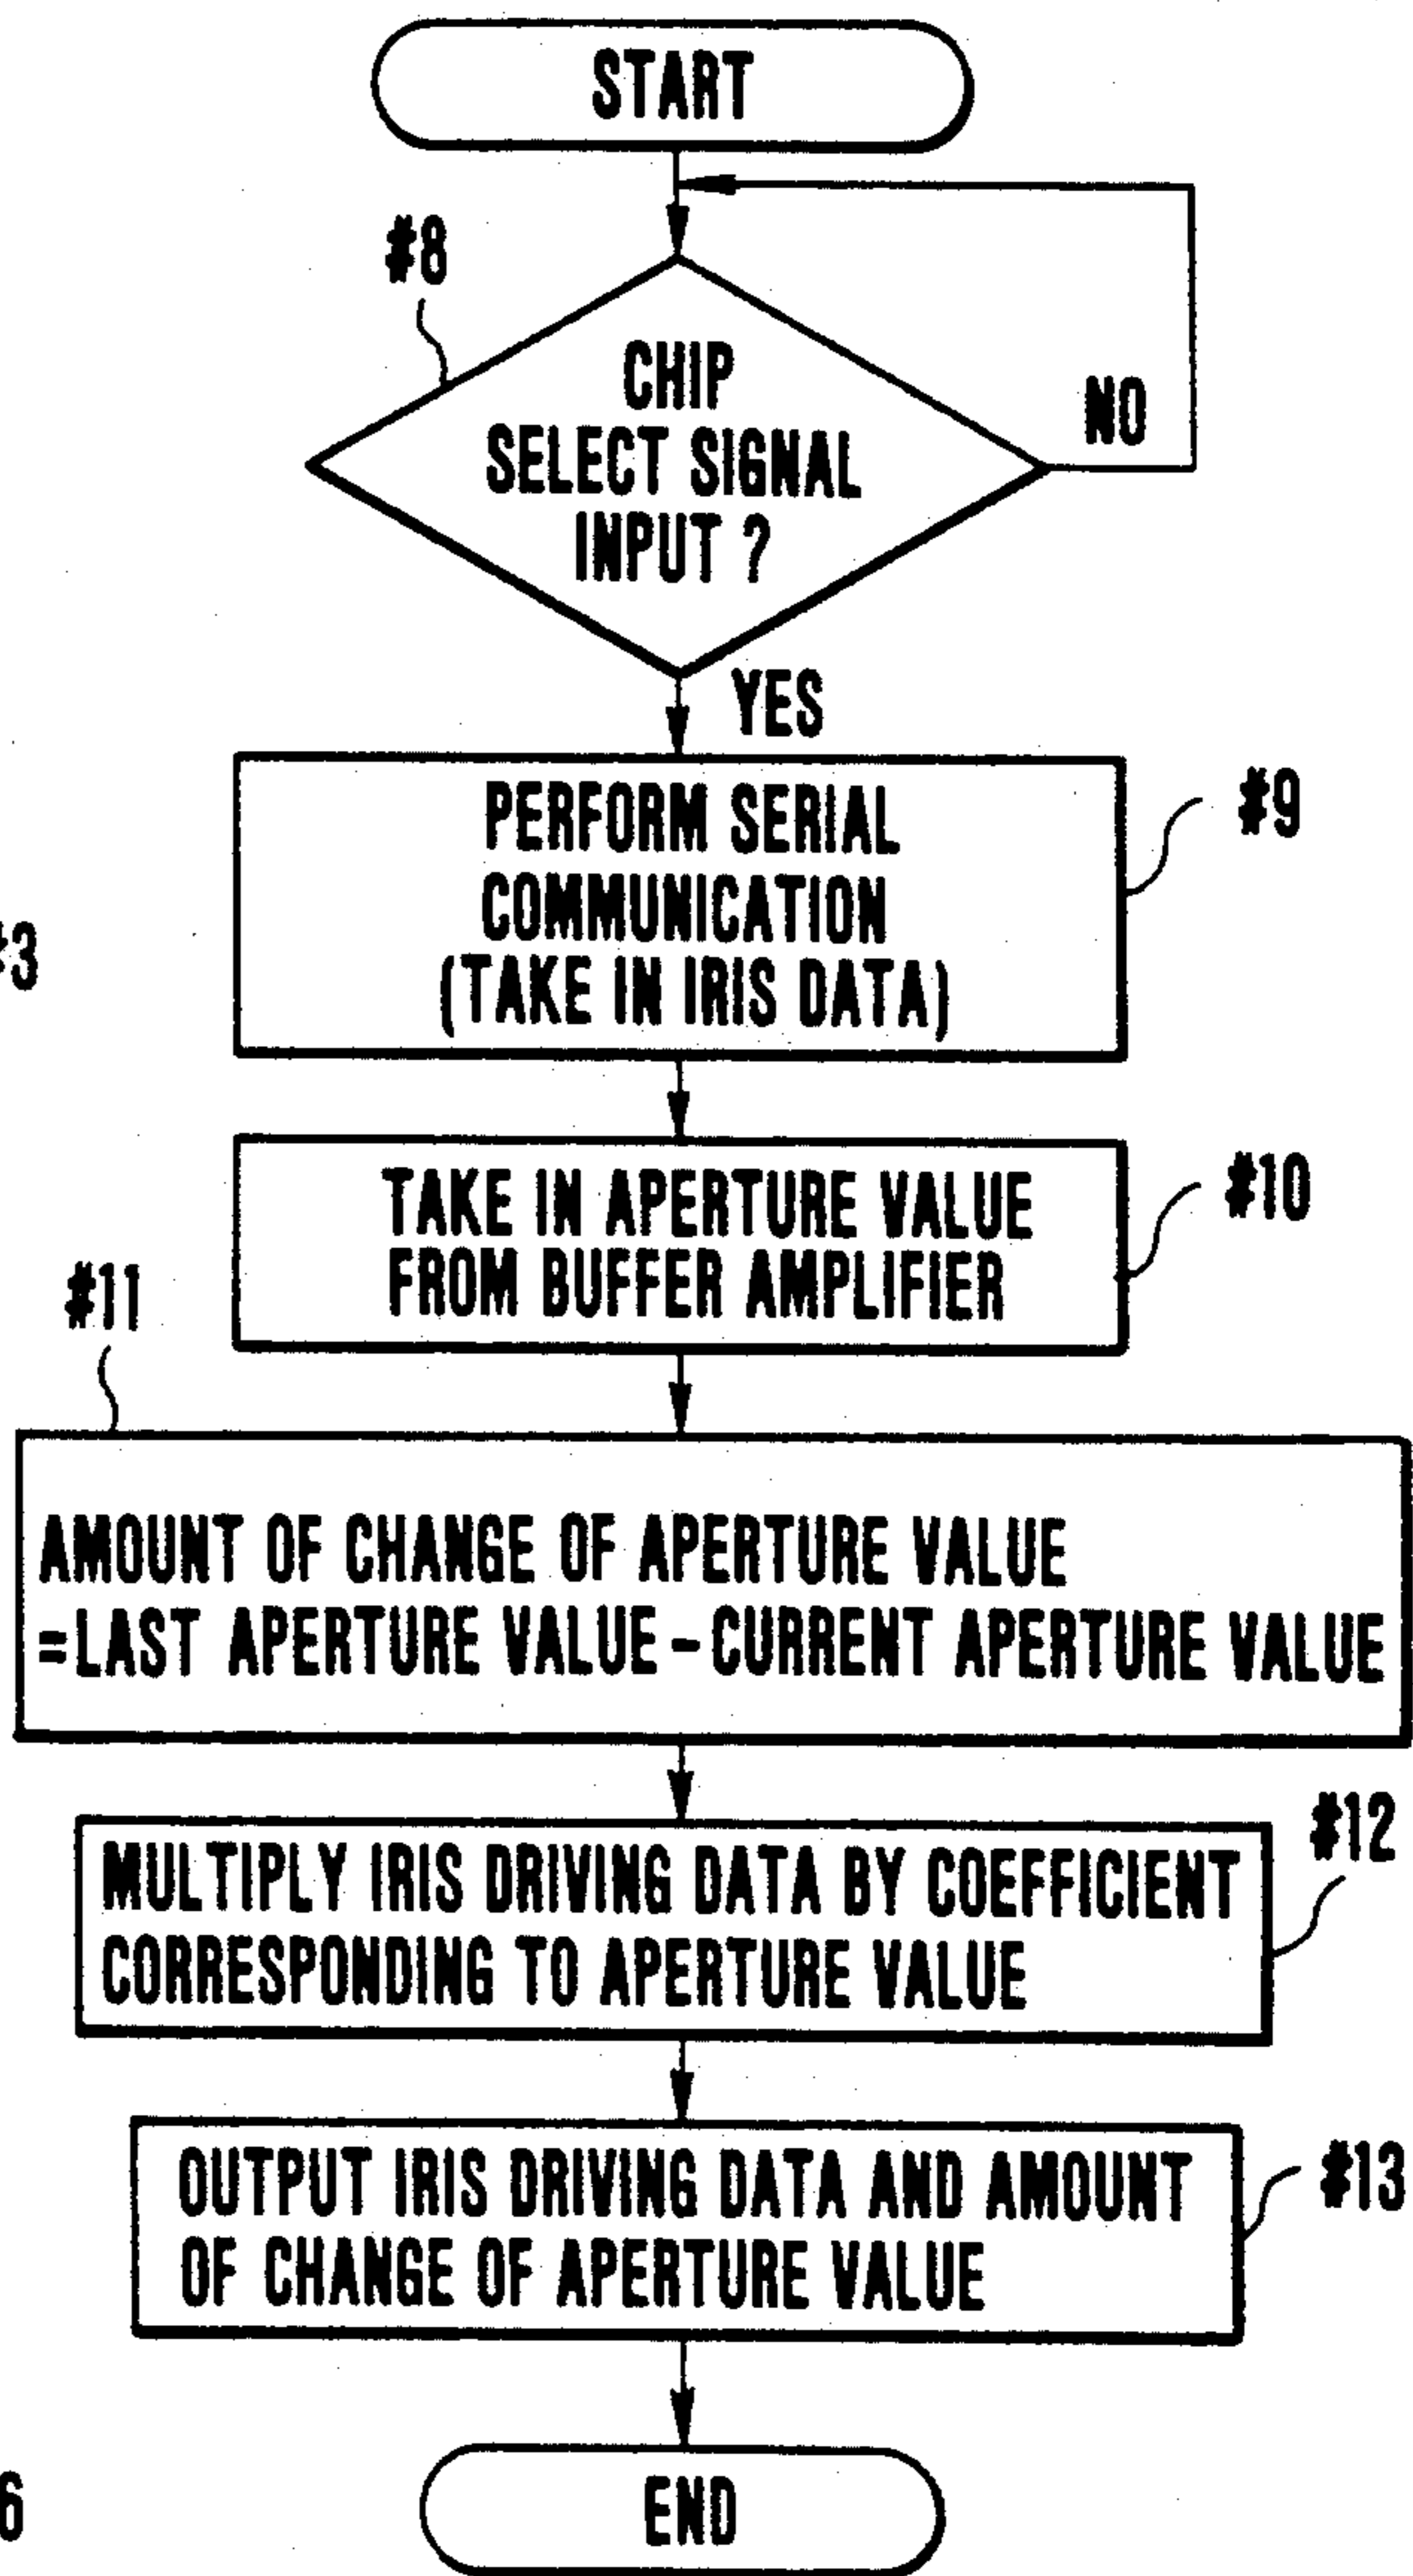 START
#8
CHIP
SELECT SIGNAL
INPUT ?
NO
YES
PERFORM SERIAL
COMMUNICATION
(TAKE IN IRIS DATA)
#9
#3
TAKE IN APERTURE VALUE
FROM BUFFER AMPLIFIER
#10
#11
AMOUNT OF CHANGE OF APERTURE VALUE
=LAST APERTURE VALUE-CURRENT APERTURE VALUE
MULTIPLY IRIS DRIVING DATA BY COEFFICIENT
CORRESPONDING TO APERTURE VALUE
#12
OUTPUT IRIS DRIVING DATA AND AMOUNT
OF CHANGE OF APERTURE VALUE
#13
6
END